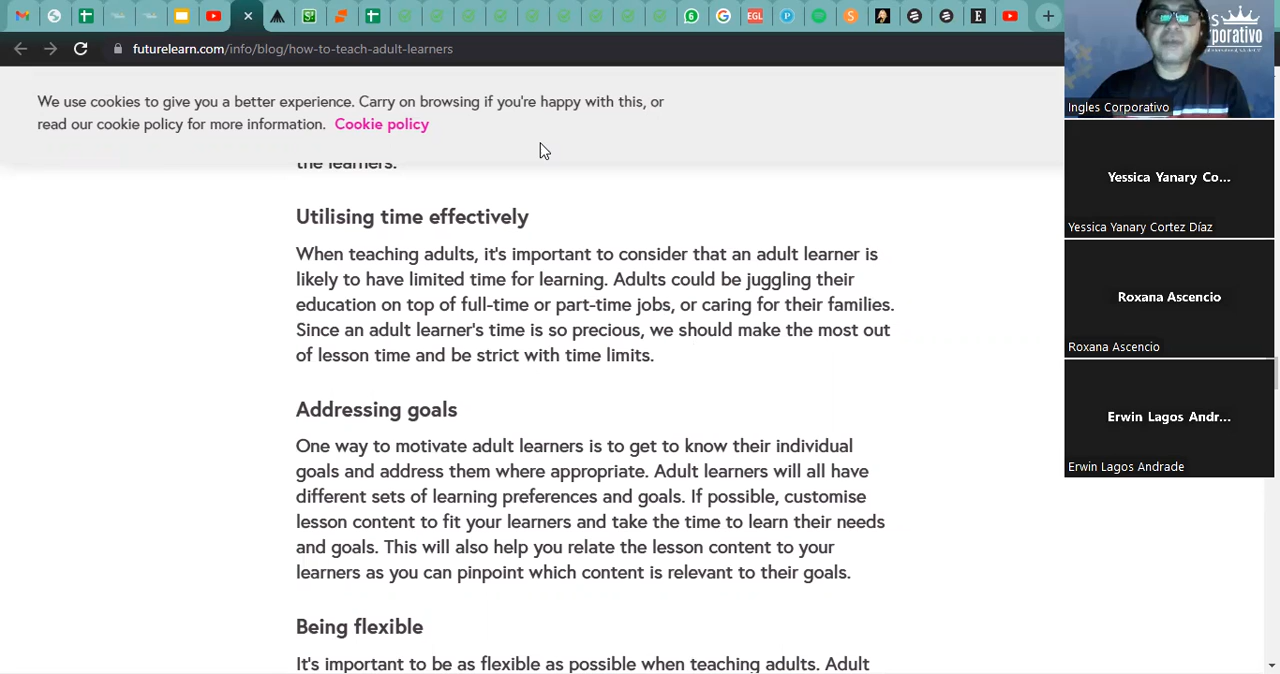 futurelearn.com/info/blog/how-to-teach-adult-learners
We use cookies to give you a better experience. Carry on browsing if you're happy with this, or
read our cookie policy for more information. Cookie policy
the learners.
Utilising time effectively
When teaching adults, it's important to consider that an adult learner is
likely to have limited time for learning. Adults could be juggling their
education on top of full-time or part-time jobs, or caring for their families.
Since an adult learner's time is so precious, we should make the most out
of lesson time and be strict with time limits.
Addressing goals
One way to motivate adult learners is to get to know their individual
goals and address them where appropriate. Adult learners will all have
different sets of learning preferences and goals. If possible, customise
lesson content to fit your learners and take the time to learn their needs
and goals. This will also help you relate the lesson content to your
learners as you can pinpoint which content is relevant to their goals.
Being flexible
It's important to be as flexible as possible when teaching adults. Adult
s
porativo
Ingles Corporativo
Yessica Yanary Co...
Yessica Yanary Cortez Díaz
Roxana Ascencio
Roxana Ascencio
Erwin Lagos Andr...
Erwin Lagos Andrade